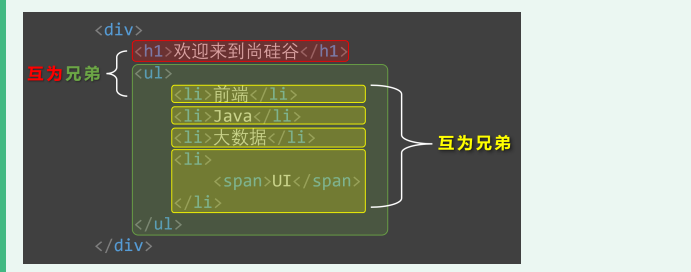 <div>
<h1>欢迎来到尚硅谷</h1>
互为兄弟
<ul>
<li>前端</li>
<li>Java</li>
<li>大数据</li>
互为兄弟
<li>
<span>UI</span>
</li>
</ul>
</div>